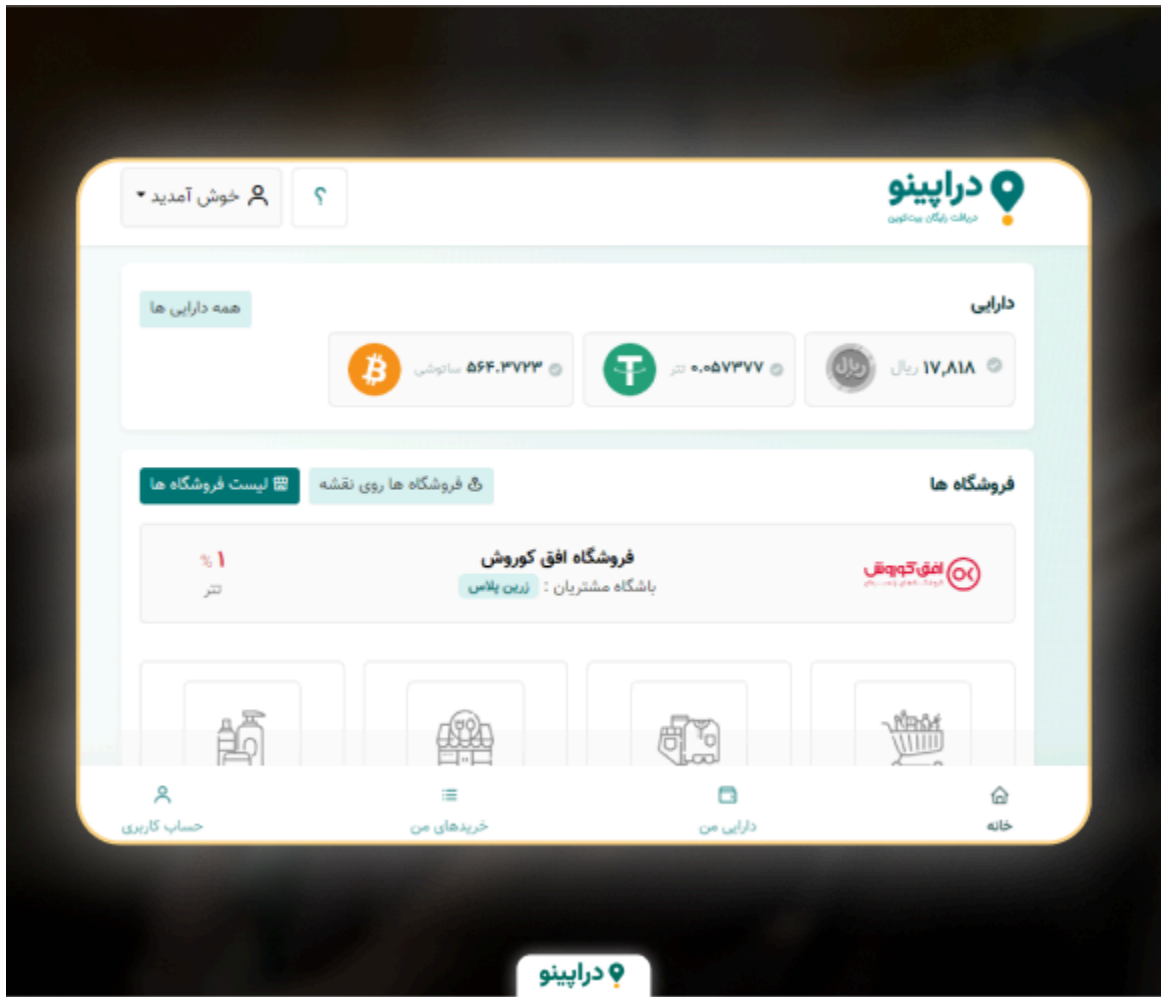 دراپینو
دریافت رایگان بیت‌کوین
؟
خوش آمدید
دارایی
همه دارایی ها
۱۷,۸۱۸ ریال
ریال
۰.۰۵۷۳۷۷ تتر
۵۶۴.۳۷۲۳ ساتوشی
فروشگاه ها
فروشگاه ها روی نقشه
لیست فروشگاه ها
افق کوروش
فروشگاه افق کوروش
باشگاه مشتریان : زرین پلاس
۱ %
تتر
خانه
دارایی من
خریدهای من
حساب کاربری
دراپینو